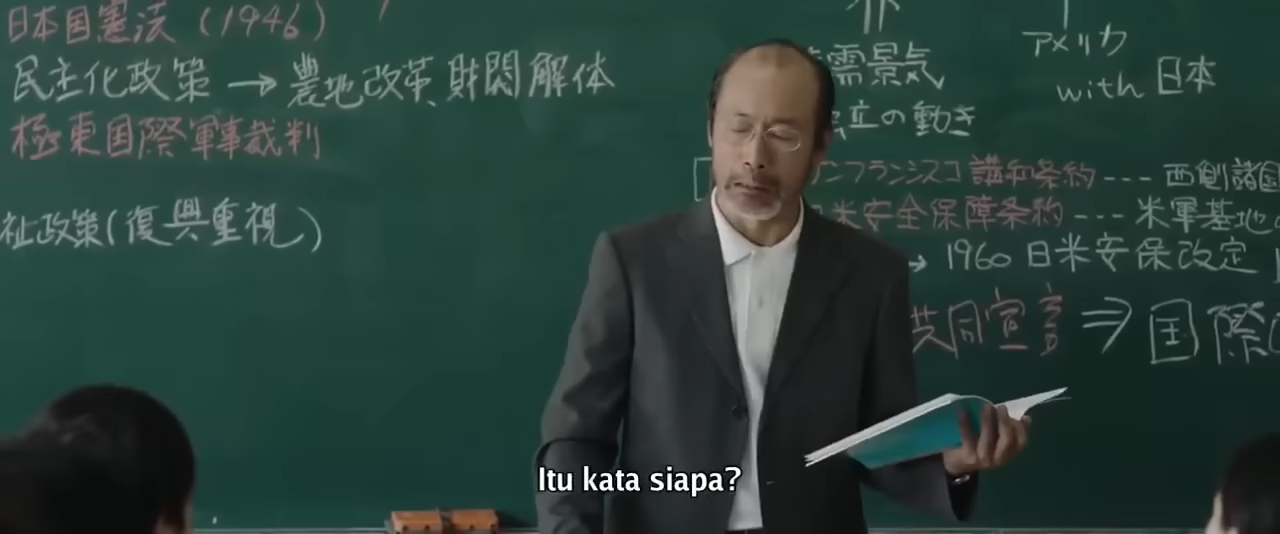 日本国憲法(1946)
民主化政策→農地改革 財閥解体
極東国際軍事裁判
祉政策(復興重視)
需景気
立の動き
アメリカ
with 日本
ンフランシスコ講和条約---西側諸国
米安全保障条約---米軍基地
→1960 日米安保改定
共同宣言⇒国際
Itu kata siapa?